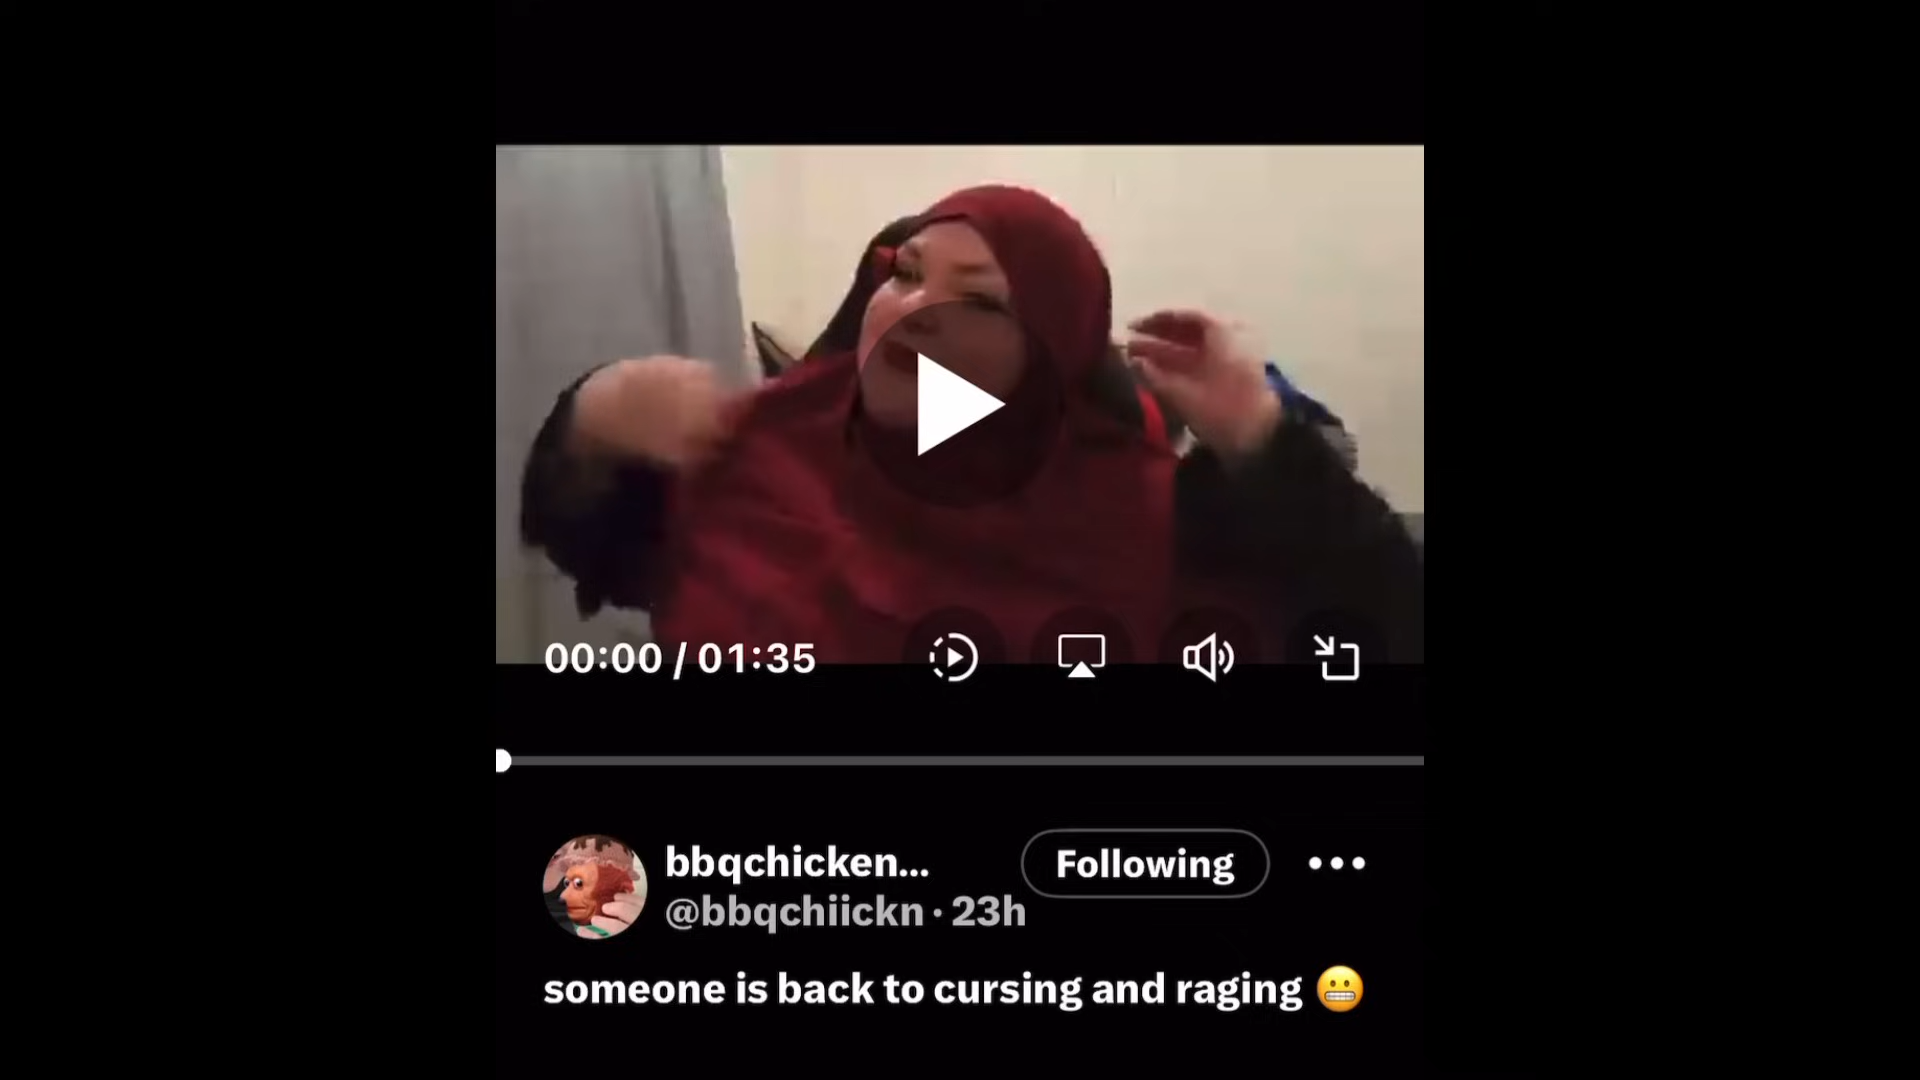 00:00 / 01:35
bbqchicken...
Following
@bbqchiickn · 23h
someone is back to cursing and raging 😬